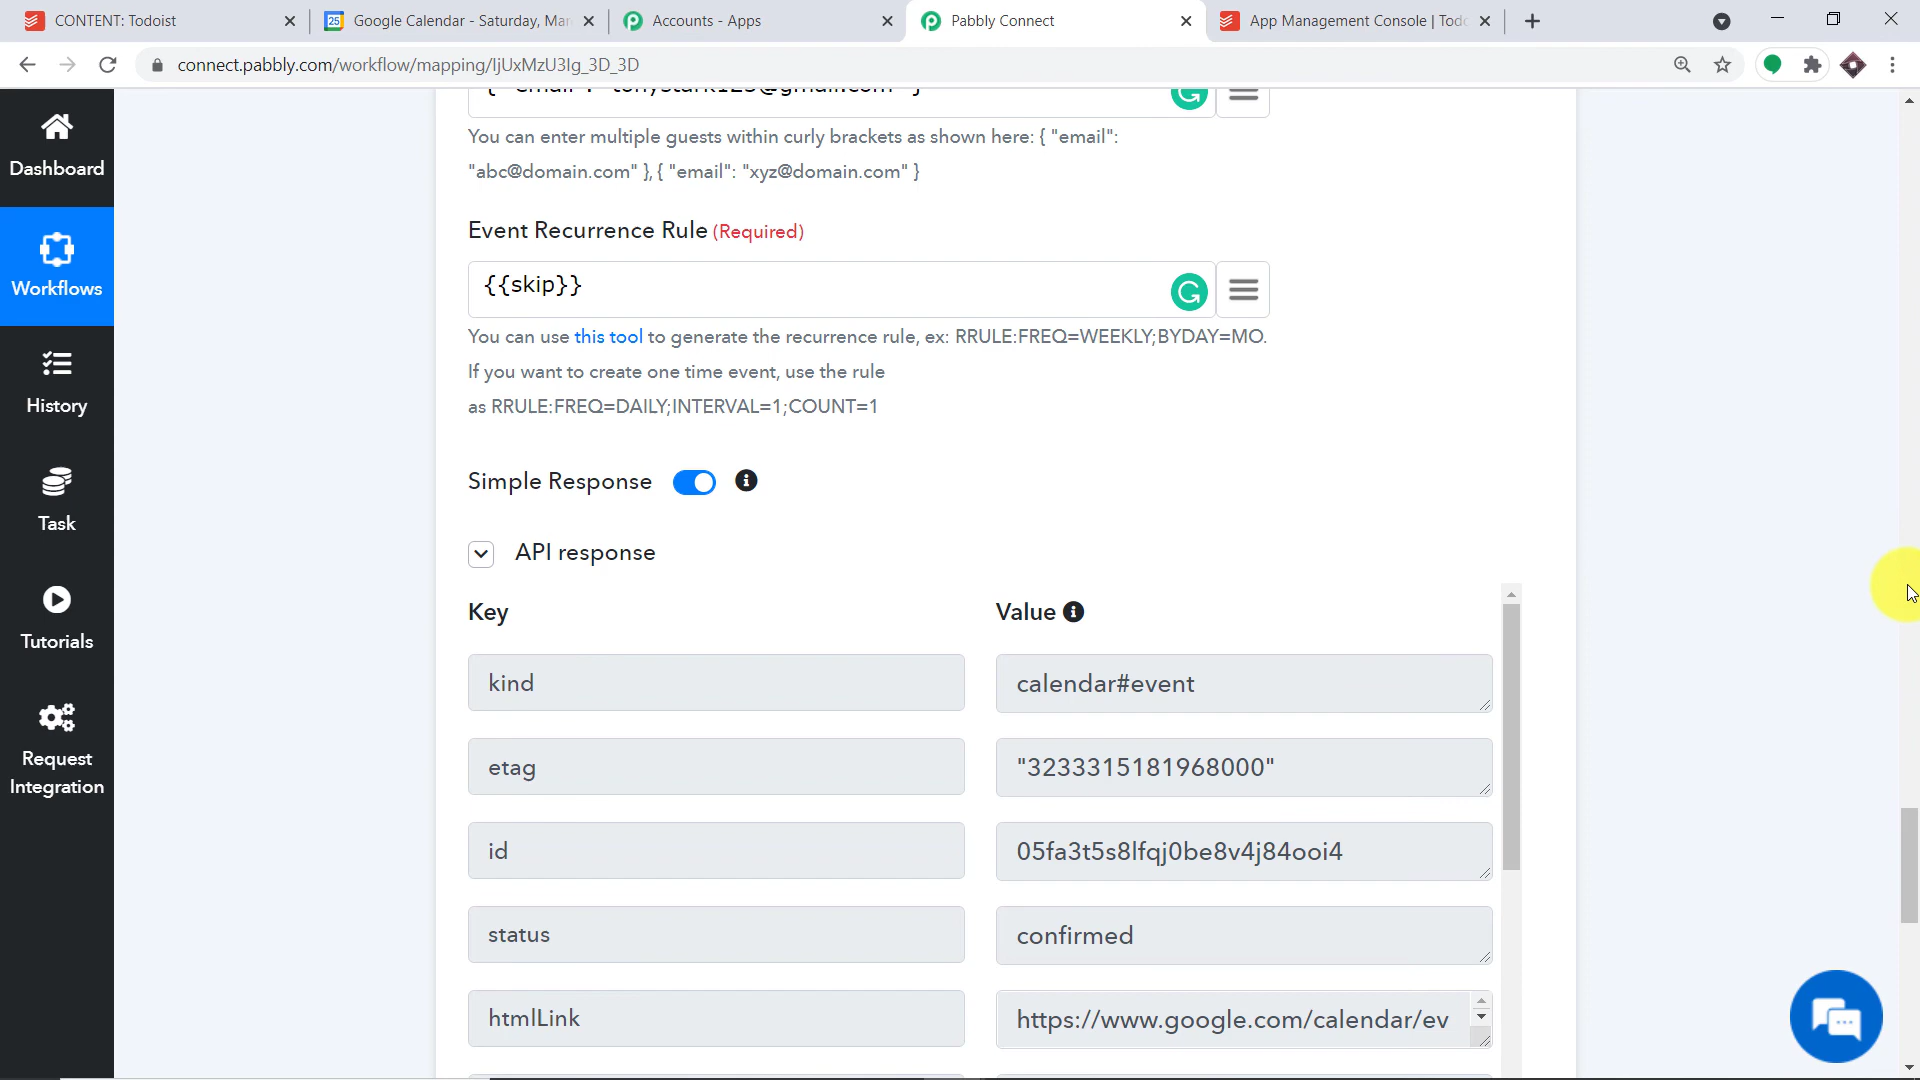 CONTENT: Todoist
25
Google Calendar - Saturday, Mar
Accounts - Apps
Pabbly Connect
App Management Console | Todo
connect.pabbly.com/workflow/mapping/IjUxMzU3Ig_3D_3D
Dashboard
Workflows
History
Task
Tutorials
Request
Integration
{ "email": "tonystark123@gmail.com" }
You can enter multiple guests within curly brackets as shown here: { "email":
"abc@domain.com" },{ "email": "xyz@domain.com" }
Event Recurrence Rule (Required)
{{skip}}
You can use this tool to generate the recurrence rule, ex: RRULE:FREQ=WEEKLY;BYDAY=MO.
If you want to create one time event, use the rule
as RRULE:FREQ=DAILY;INTERVAL=1;COUNT=1
Simple Response
API response
Key
Value
kind
calendar#event
etag
"3233315181968000"
id
05fa3t5s8lfqj0be8v4j84ooi4
status
confirmed
htmlLink
https://www.google.com/calendar/ev